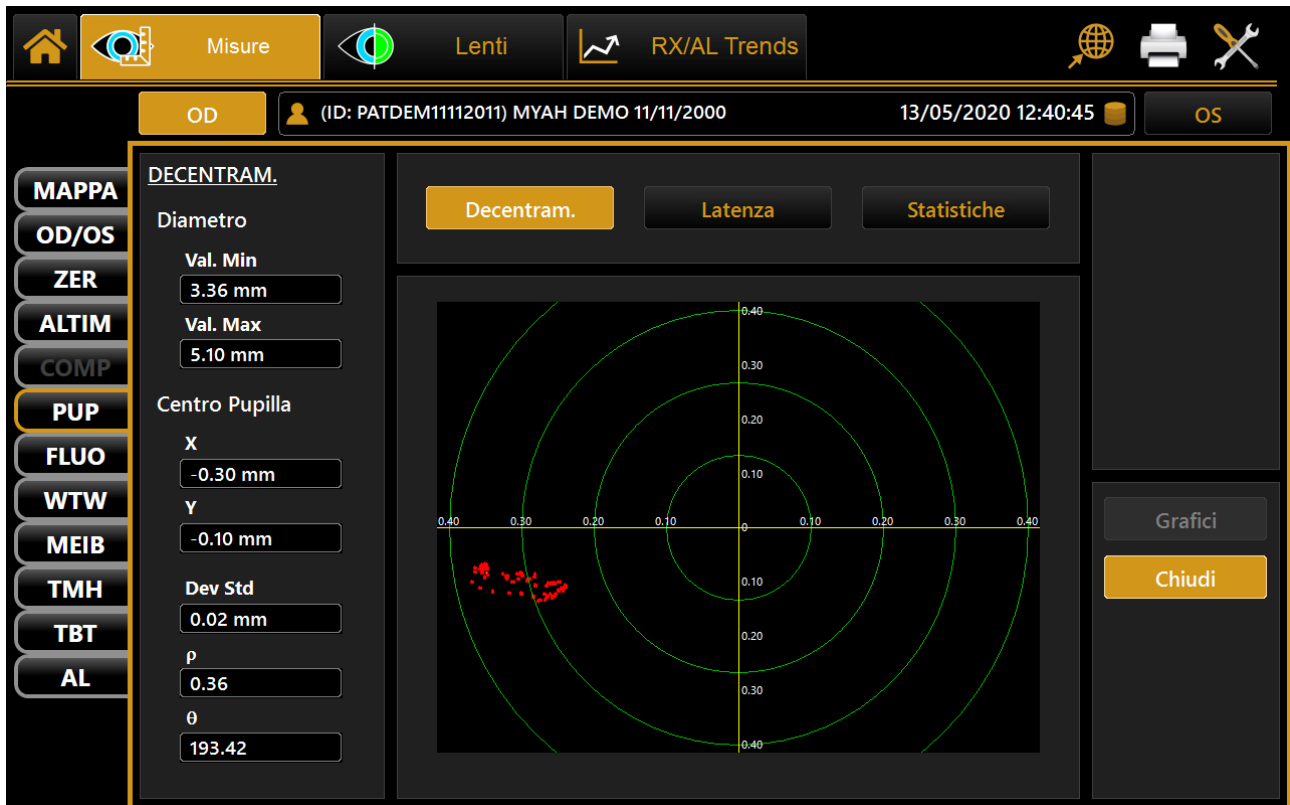 Misure
Lenti
RX/AL Trends
OD
(ID: PATDEM11112011) MYAH DEMO 11/11/2000
13/05/2020 12:40:45
OS
MAPPA
OD/OS
ZER
ALTIM
COMP
PUP
FLUO
WTW
MEIB
TMH
TBT
AL
DECENTRAM.
Diametro
Val. Min
3.36 mm
Val. Max
5.10 mm
Centro Pupilla
X
-0.30 mm
Y
-0.10 mm
Dev Std
0.02 mm
ρ
0.36
θ
193.42
Decentram.
Latenza
Statistiche
0.40
0.30
0.20
0.10
0.40 0.30 0.20 0.10 0 0.10 0.20 0.30 0.40
0.10
0.20
0.30
0.40
Grafici
Chiudi